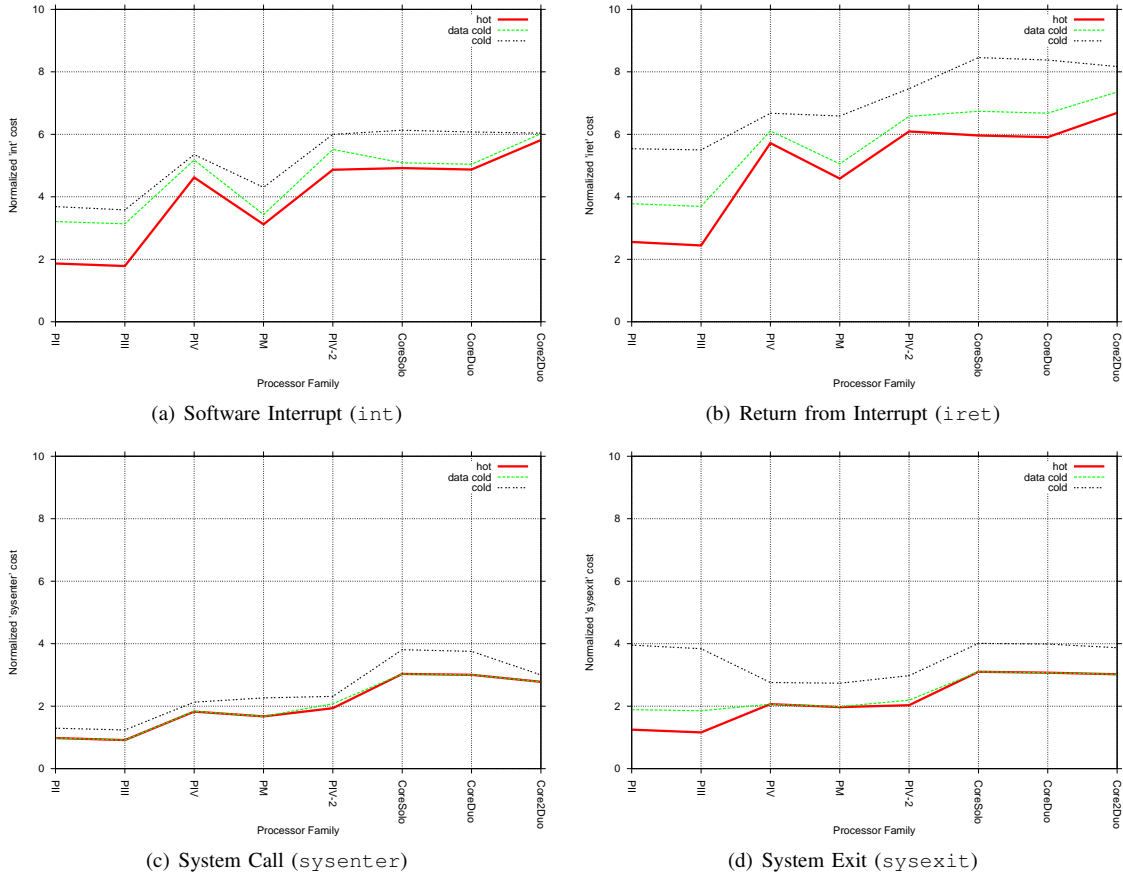 10
8
6
4
2
0
Normalized 'int' cost
hot
data cold
cold
PII
PIII
PIV
PM
PIV-2
CoreSolo
CoreDuo
Core2Duo
Processor Family
(a) Software Interrupt (int)
10
8
6
4
2
0
Normalized 'iret' cost
hot
data cold
cold
PII
PIII
PIV
PM
PIV-2
CoreSolo
CoreDuo
Core2Duo
Processor Family
(b) Return from Interrupt (iret)
10
8
6
4
2
0
Normalized 'sysenter' cost
hot
data cold
cold
PII
PIII
PIV
PM
PIV-2
CoreSolo
CoreDuo
Core2Duo
Processor Family
(c) System Call (sysenter)
10
8
6
4
2
0
Normalized 'sysexit' cost
hot
data cold
cold
PII
PIII
PIV
PM
PIV-2
CoreSolo
CoreDuo
Core2Duo
Processor Family
(d) System Exit (sysexit)